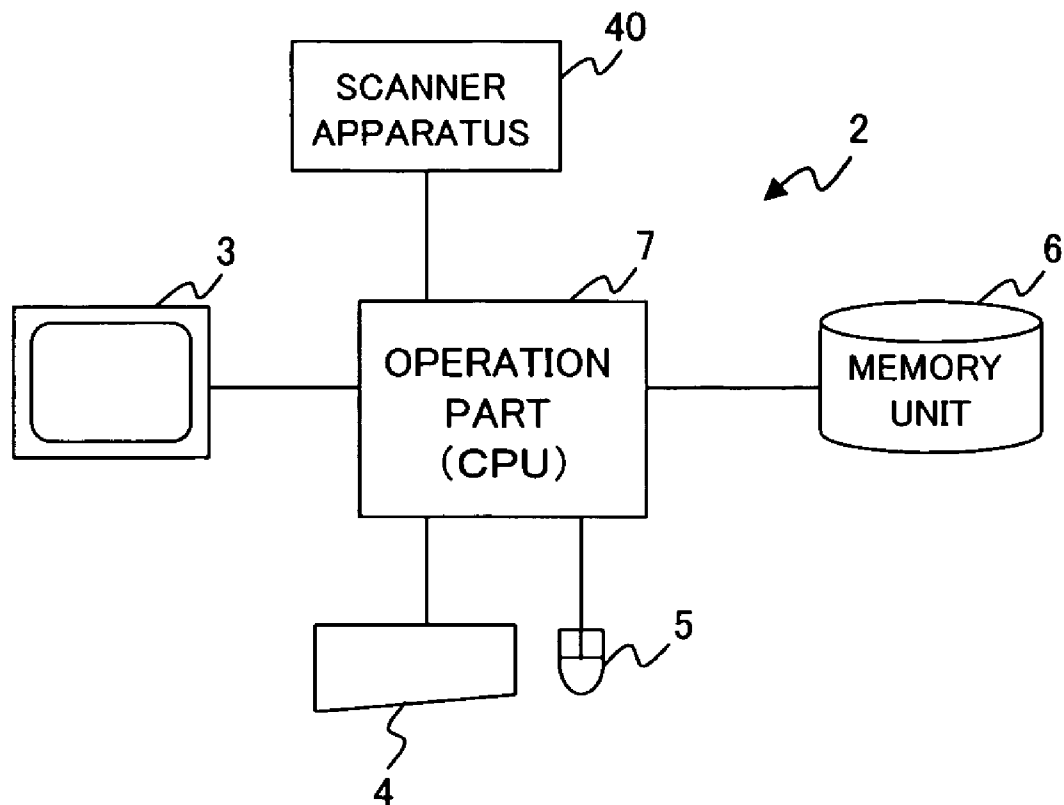 40
SCANNER
APPARATUS
2
3
7
6
OPERATION
PART
(CPU)
MEMORY
UNIT
5
4